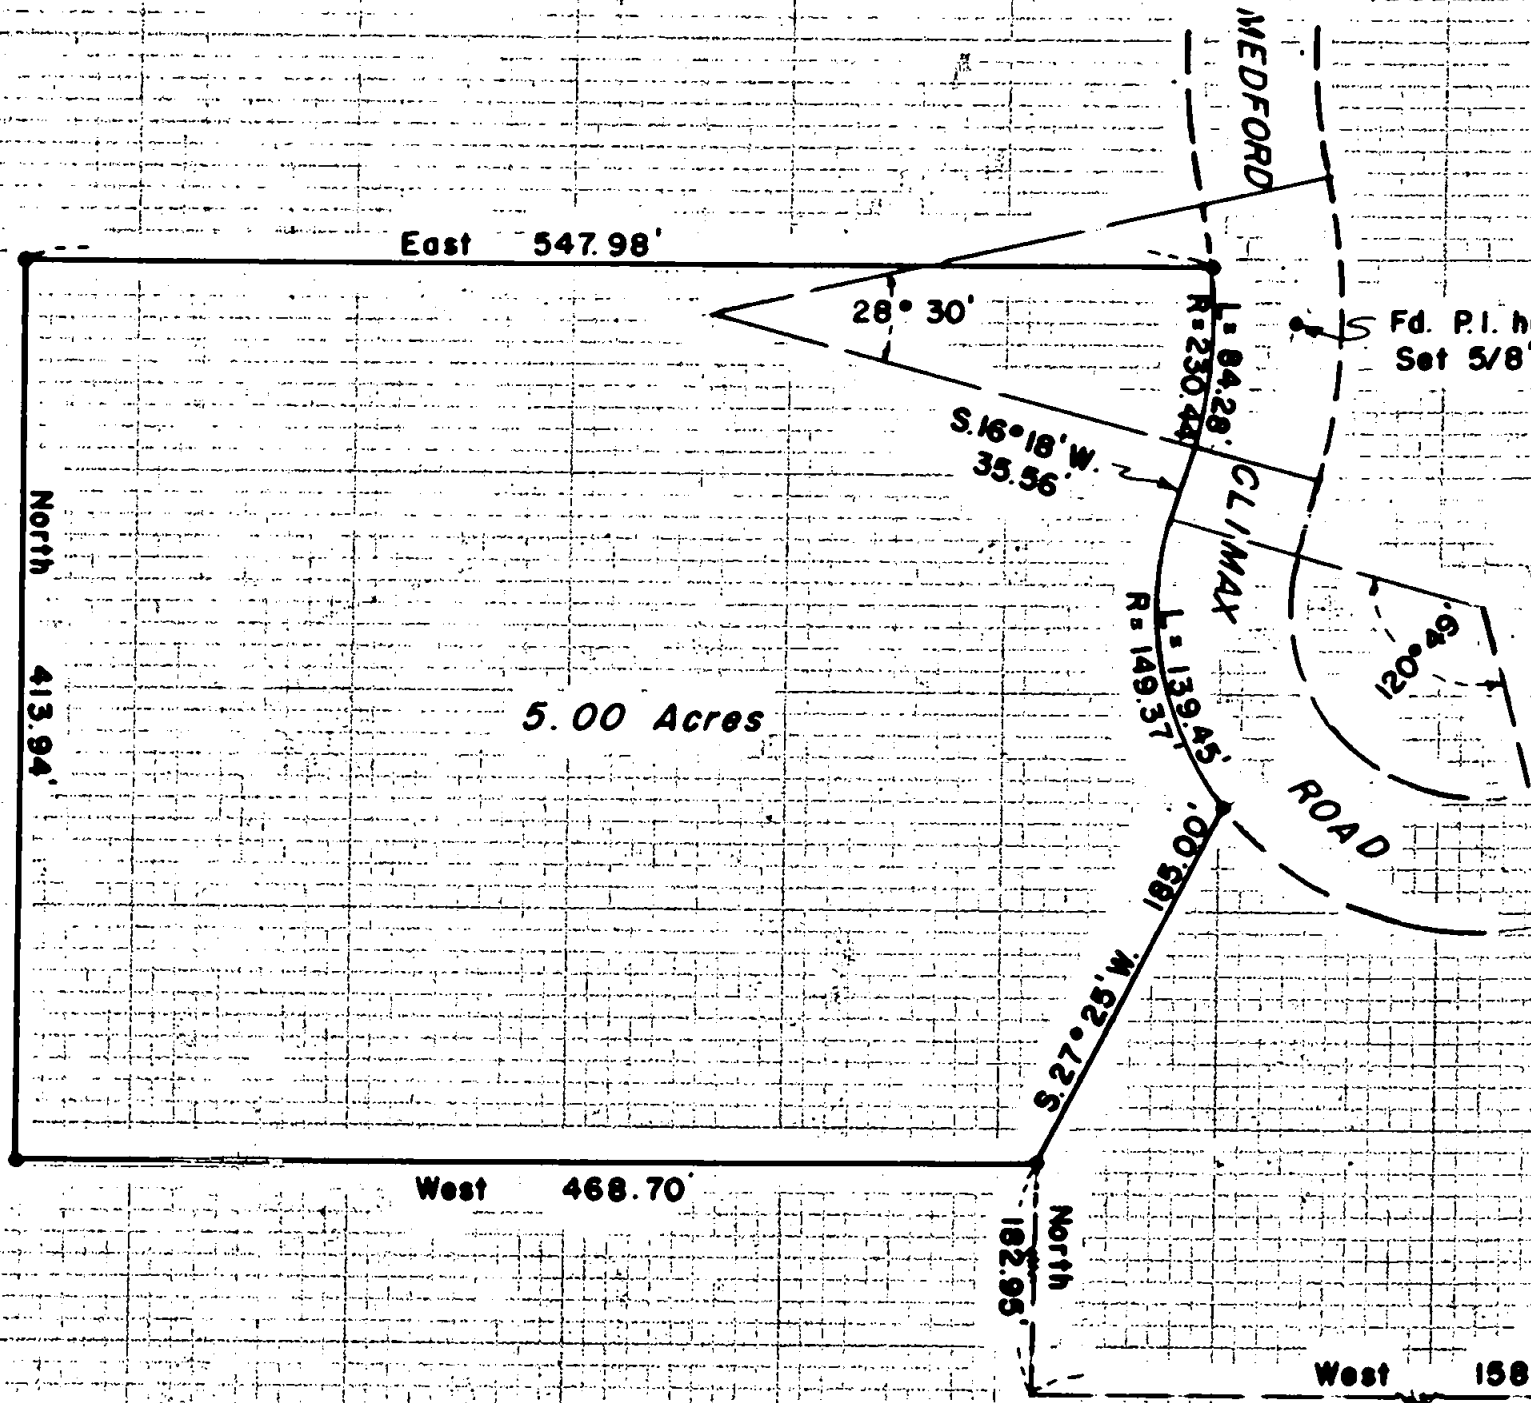 MEDFORD
East 547.98'
28° 30'
L = 84.28'
R = 230.44'
Fd. P.I.
Set 5/8"
S. 16° 18' W.
35.56'
CLIMAX
North 413.94'
L = 139.45'
R = 149.37'
120° 49'
5.00 Acres
ROAD
S. 27° 25' W. 185.00'
West 468.70'
North
182.95'
West 158